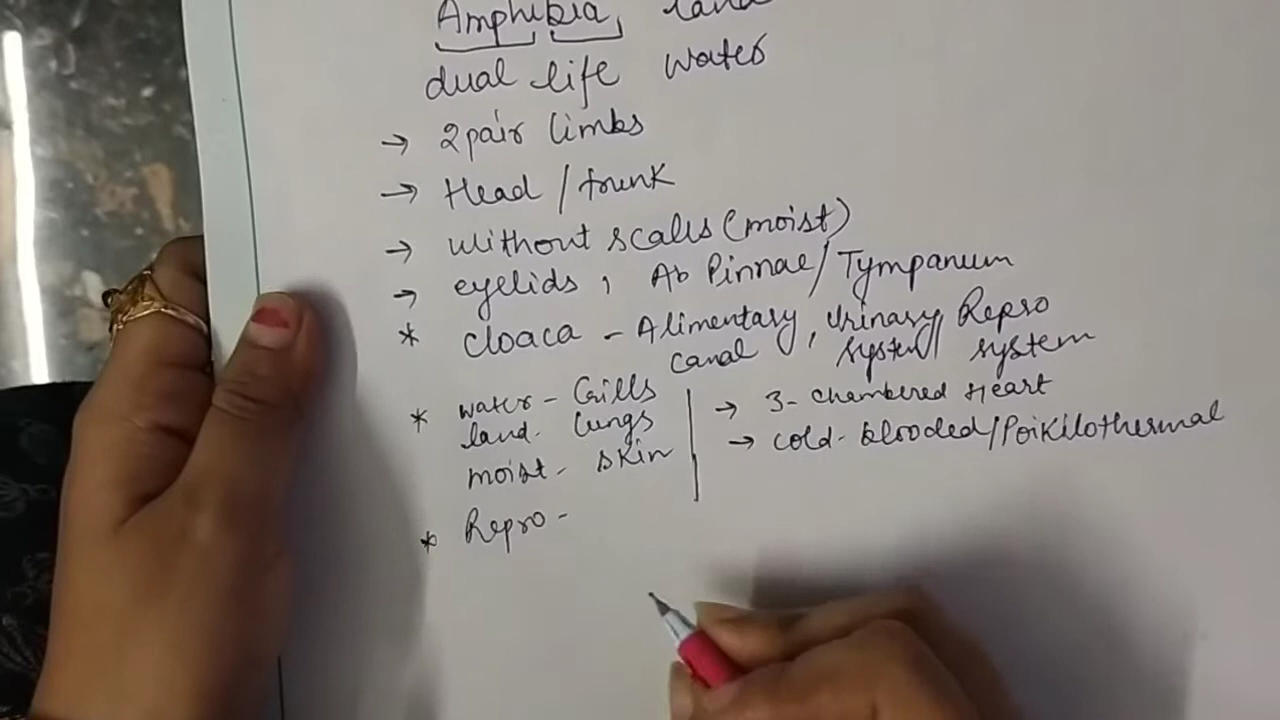 Amphibia, land
dual life water
→ 2pair limbs
→ Head / trunk
→ without scales (moist)
→ eyelids, Ab Pinnae / Tympanum
* cloaca - Alimentary canal, Urinary system, Repro system
* water - Gills
land - lungs
moist - skin
→ 3- chambered Heart
→ cold-blooded/Poikilothermal
* Repro -